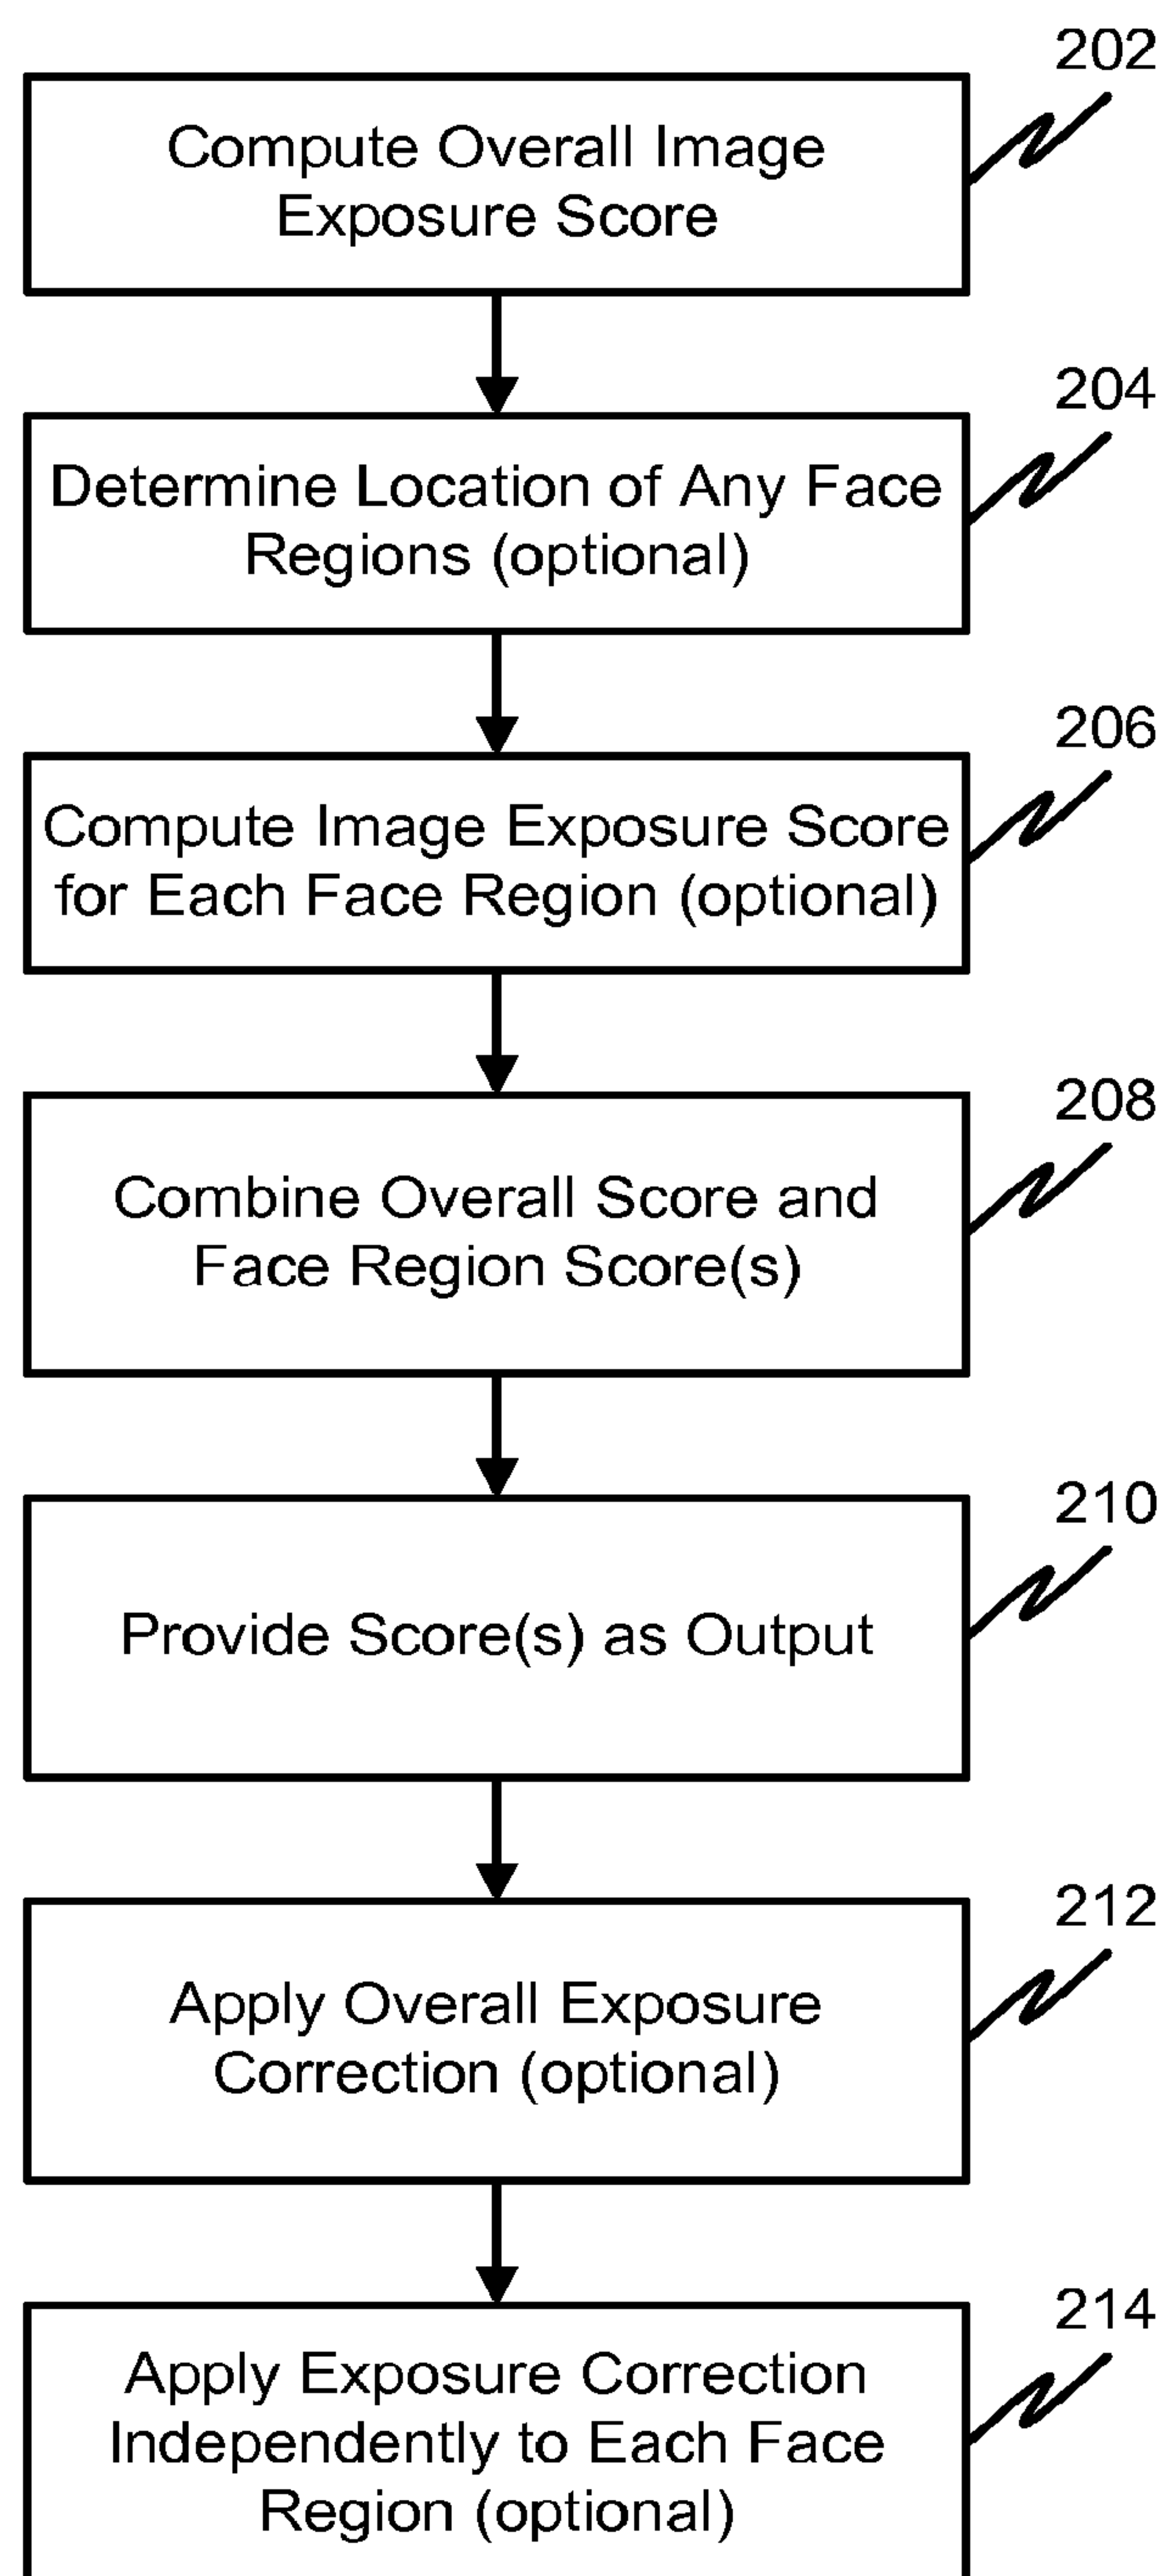 202
Compute Overall Image
Exposure Score
204
Determine Location of Any Face
Regions (optional)
206
Compute Image Exposure Score
for Each Face Region (optional)
208
Combine Overall Score and
Face Region Score(s)
210
Provide Score(s) as Output
212
Apply Overall Exposure
Correction (optional)
214
Apply Exposure Correction
Independently to Each Face
Region (optional)